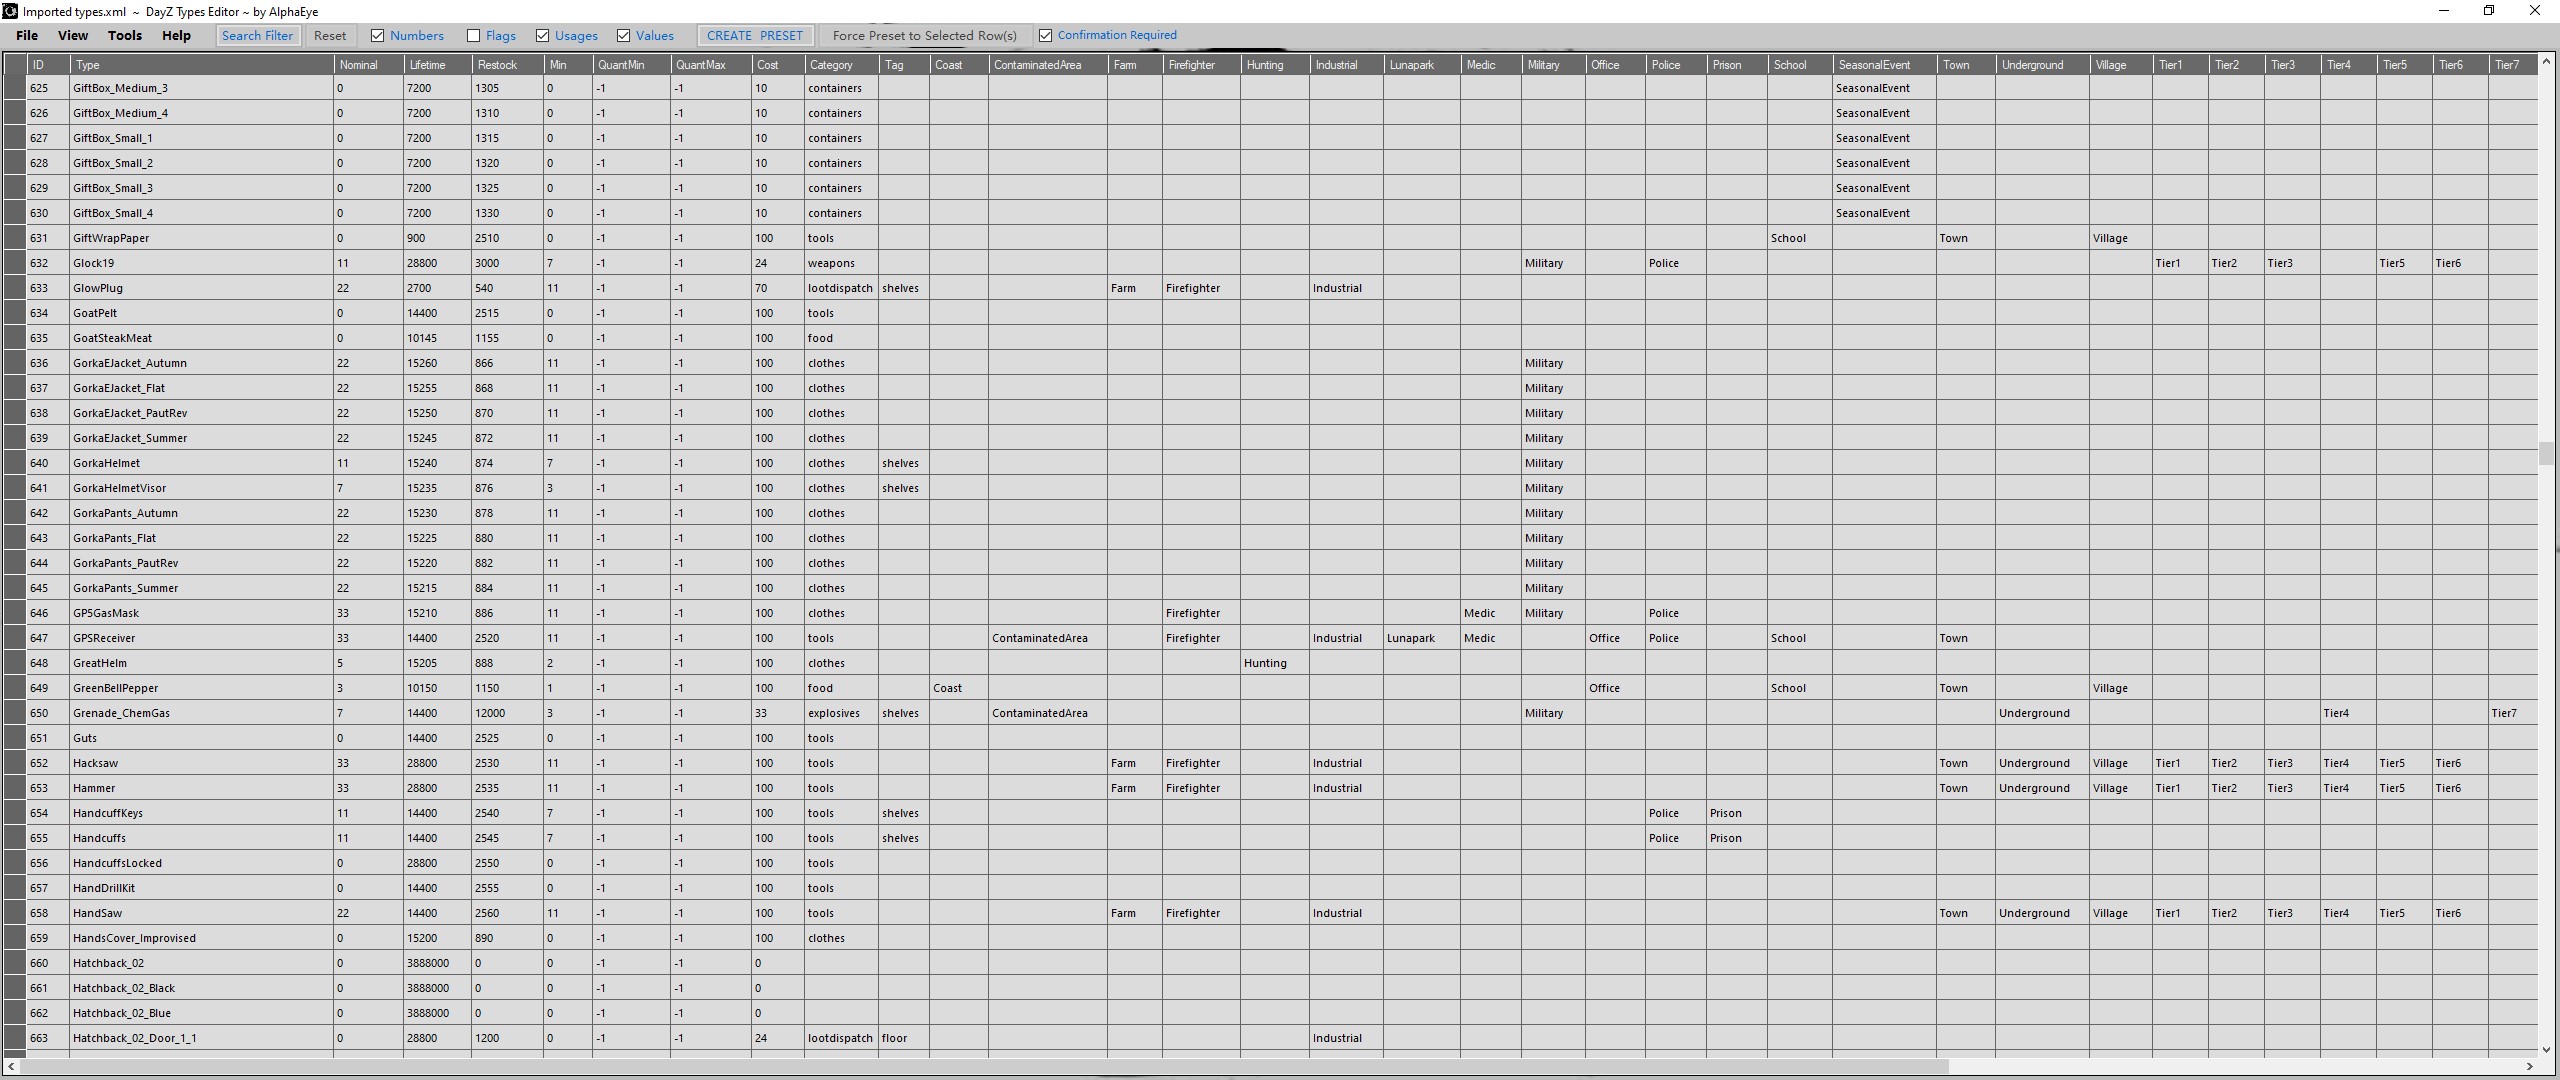 Imported types.xml ~ DayZ Types Editor ~ by AlphaEye
File View Tools Help Search Filter Reset Numbers Flags Usages Values CREATE PRESET Force Preset to Selected Row(s) Confirmation Required
ID Type Nominal Lifetime Restock Min QuantMin QuantMax Cost Category Tag Coast ContaminatedArea Farm Firefighter Hunting Industrial Lunapark Medic Military Office Police Prison School SeasonalEvent Town Underground Village Tier1 Tier2 Tier3 Tier4 Tier5 Tier6 Tier7
625 GiftBox_Medium_3 0 7200 1305 0 -1 -1 10 containers SeasonalEvent
626 GiftBox_Medium_4 0 7200 1310 0 -1 -1 10 containers SeasonalEvent
627 GiftBox_Small_1 0 7200 1315 0 -1 -1 10 containers SeasonalEvent
628 GiftBox_Small_2 0 7200 1320 0 -1 -1 10 containers SeasonalEvent
629 GiftBox_Small_3 0 7200 1325 0 -1 -1 10 containers SeasonalEvent
630 GiftBox_Small_4 0 7200 1330 0 -1 -1 10 containers SeasonalEvent
631 GiftWrapPaper 0 900 2510 0 -1 -1 100 tools School Town Village
632 Glock19 11 28800 3000 7 -1 -1 24 weapons Military Police Tier1 Tier2 Tier3 Tier5 Tier6
633 GlowPlug 22 2700 540 11 -1 -1 70 lootdispatch shelves Farm Firefighter Industrial
634 GoatPelt 0 14400 2515 0 -1 -1 100 tools
635 GoatSteakMeat 0 10145 1155 0 -1 -1 100 food
636 GorkaEJacket_Autumn 22 15260 866 11 -1 -1 100 clothes Military
637 GorkaEJacket_Flat 22 15255 868 11 -1 -1 100 clothes Military
638 GorkaEJacket_PautRev 22 15250 870 11 -1 -1 100 clothes Military
639 GorkaEJacket_Summer 22 15245 872 11 -1 -1 100 clothes Military
640 GorkaHelmet 11 15240 874 7 -1 -1 100 clothes shelves Military
641 GorkaHelmetVisor 7 15235 876 3 -1 -1 100 clothes shelves Military
642 GorkaPants_Autumn 22 15230 878 11 -1 -1 100 clothes Military
643 GorkaPants_Flat 22 15225 880 11 -1 -1 100 clothes Military
644 GorkaPants_PautRev 22 15220 882 11 -1 -1 100 clothes Military
645 GorkaPants_Summer 22 15215 884 11 -1 -1 100 clothes Military
646 GP5GasMask 33 15210 886 11 -1 -1 100 clothes Firefighter Medic Military Police
647 GPSReceiver 33 14400 2520 11 -1 -1 100 tools ContaminatedArea Firefighter Industrial Lunapark Medic Office Police School Town
648 GreatHelm 5 15205 888 2 -1 -1 100 clothes Hunting
649 GreenBellPepper 3 10150 1150 1 -1 -1 100 food Coast Office School Town Village
650 Grenade_ChemGas 7 14400 12000 3 -1 -1 33 explosives shelves ContaminatedArea Military Underground Tier4 Tier7
651 Guts 0 14400 2525 0 -1 -1 100 tools
652 Hacksaw 33 28800 2530 11 -1 -1 100 tools Farm Firefighter Industrial Town Underground Village Tier1 Tier2 Tier3 Tier4 Tier5 Tier6
653 Hammer 33 28800 2535 11 -1 -1 100 tools Farm Firefighter Industrial Town Underground Village Tier1 Tier2 Tier3 Tier4 Tier5 Tier6
654 HandcuffKeys 11 14400 2540 7 -1 -1 100 tools shelves Police Prison
655 Handcuffs 11 14400 2545 7 -1 -1 100 tools shelves Police Prison
656 HandcuffsLocked 0 28800 2550 0 -1 -1 100 tools
657 HandDrillKit 0 14400 2555 0 -1 -1 100 tools
658 HandSaw 22 14400 2560 11 -1 -1 100 tools Farm Firefighter Industrial Town Underground Village Tier1 Tier2 Tier3 Tier4 Tier5 Tier6
659 HandsCover_Improvised 0 15200 890 0 -1 -1 100 clothes
660 Hatchback_02 0 3888000 0 0 -1 -1 0
661 Hatchback_02_Black 0 3888000 0 0 -1 -1 0
662 Hatchback_02_Blue 0 3888000 0 0 -1 -1 0
663 Hatchback_02_Door_1_1 0 28800 1200 0 -1 -1 24 lootdispatch floor Industrial